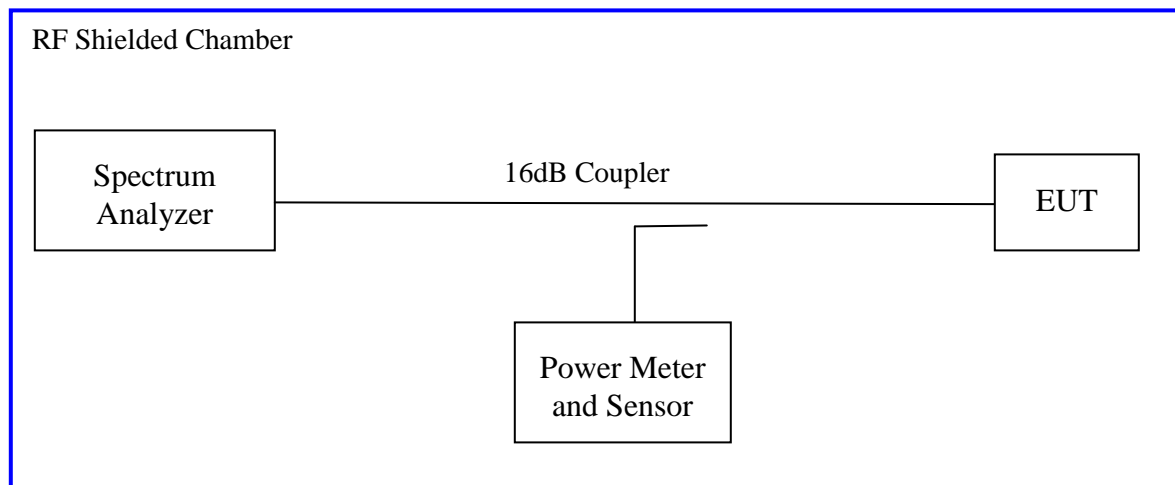 RF Shielded Chamber
Spectrum
Analyzer
16dB Coupler
EUT
Power Meter
and Sensor